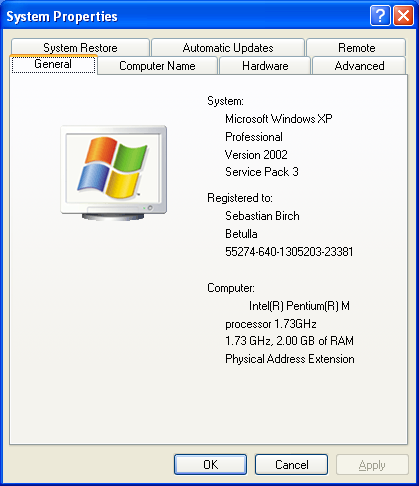 System Properties
System Restore
Automatic Updates
Remote
General
Computer Name
Hardware
Advanced
System:
Microsoft Windows XP
Professional
Version 2002
Service Pack 3
Registered to:
Sebastian Birch
Betulla
55274-640-1305203-23381
Computer:
Intel(R) Pentium(R) M
processor 1.73GHz
1.73 GHz, 2.00 GB of RAM
Physical Address Extension
OK
Cancel
Apply